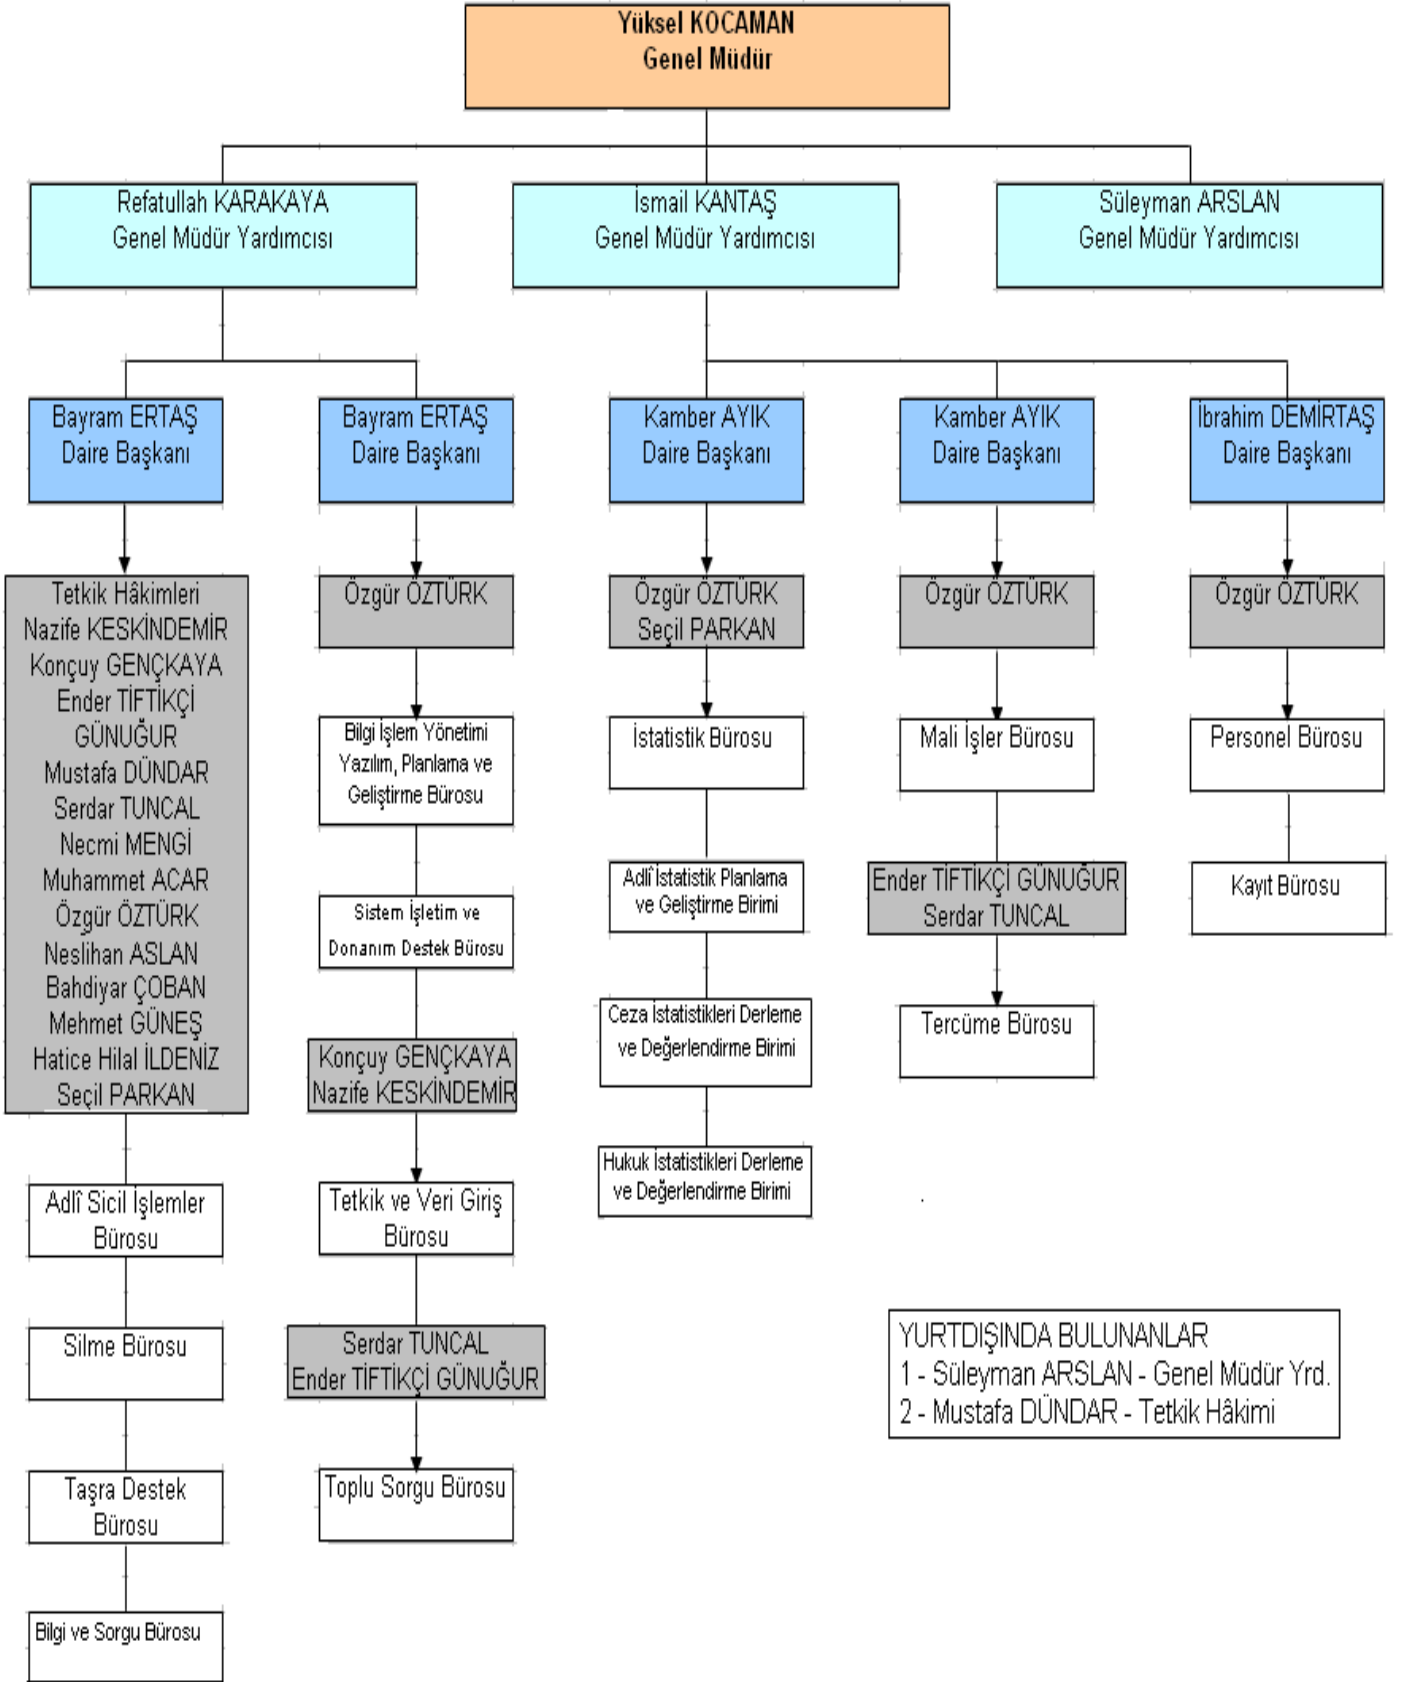 Yüksel KOCAMAN
Genel Müdür
Refatullah KARAKAYA
Genel Müdür Yardımcısı
İsmail KANTAŞ
Genel Müdür Yardımcısı
Süleyman ARSLAN
Genel Müdür Yardımcısı
Bayram ERTAŞ
Daire Başkanı
Bayram ERTAŞ
Daire Başkanı
Kamber AYIK
Daire Başkanı
Kamber AYIK
Daire Başkanı
İbrahim DEMİRTAŞ
Daire Başkanı
Tetkik Hâkimleri
Nazife KESKİNDEMİR
Konçuy GENÇKAYA
Ender TİFTİKÇİ
GÜNUĞUR
Mustafa DÜNDAR
Serdar TUNCAL
Necmi MENGİ
Muhammet ACAR
Özgür ÖZTÜRK
Neslihan ASLAN
Bahdiyar ÇOBAN
Mehmet GÜNEŞ
Hatice Hilal İLDENİZ
Seçil PARKAN
Adlî Sicil İşlemler
Bürosu
Silme Bürosu
Taşra Destek
Bürosu
Bilgi ve Sorgu Bürosu
Özgür ÖZTÜRK
Bilgi İşlem Yönetimi
Yazılım, Planlama ve
Geliştirme Bürosu
Sistem İşletim ve
Donanım Destek Bürosu
Konçuy GENÇKAYA
Nazife KESKİNDEMİR
Tetkik ve Veri Giriş
Bürosu
Serdar TUNCAL
Ender TİFTİKÇİ GÜNUĞUR
Toplu Sorgu Bürosu
Özgür ÖZTÜRK
Seçil PARKAN
İstatistik Bürosu
Adlî İstatistik Planlama
ve Geliştirme Birimi
Ceza İstatistikleri Derleme
ve Değerlendirme Birimi
Hukuk İstatistikleri Derleme
ve Değerlendirme Birimi
Özgür ÖZTÜRK
Mali İşler Bürosu
Ender TİFTİKÇİ GÜNUĞUR
Serdar TUNCAL
Tercüme Bürosu
Özgür ÖZTÜRK
Personel Bürosu
Kayıt Bürosu
YURTDIŞINDA BULUNANLAR
1 - Süleyman ARSLAN - Genel Müdür Yrd.
2 - Mustafa DÜNDAR - Tetkik Hâkimi